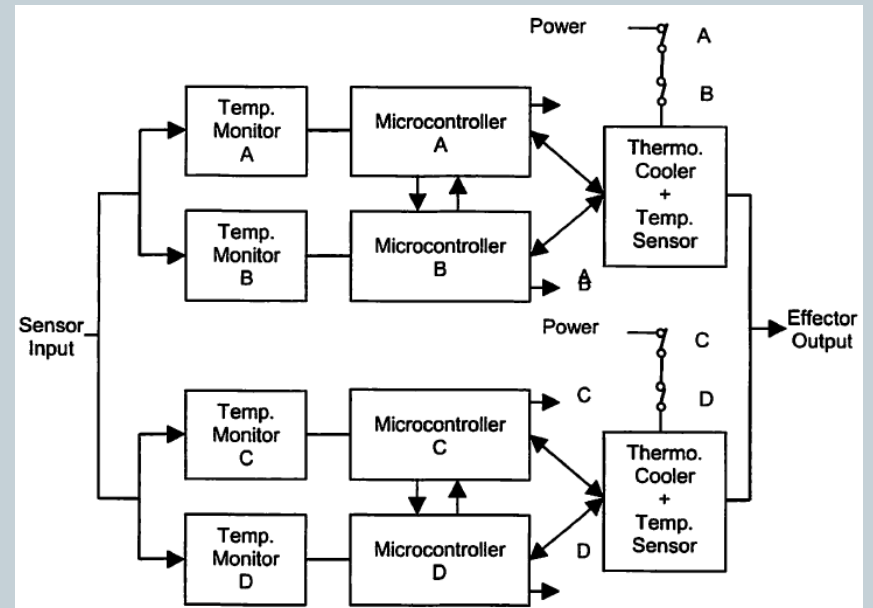 Power
A
B
Temp.
Monitor
A
Microcontroller
A
Thermo.
Cooler
+
Temp.
Sensor
Temp.
Monitor
B
Microcontroller
B
A
B
Sensor
Input
Power
C
D
Effector
Output
Temp.
Monitor
C
Microcontroller
C
C
Thermo.
Cooler
+
Temp.
Sensor
Temp.
Monitor
D
Microcontroller
D
D